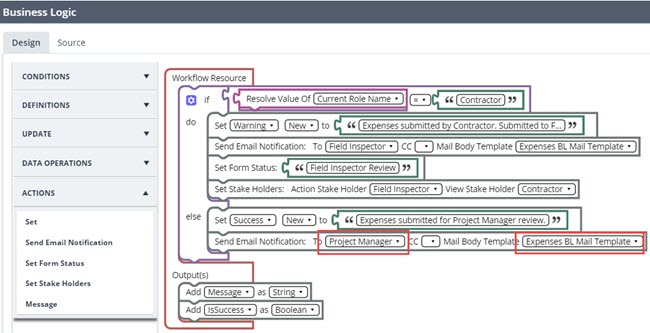 Business Logic
Design Source
CONDITIONS
DEFINITIONS
UPDATE
DATA OPERATIONS
ACTIONS
Set
Send Email Notification
Set Form Status
Set Stake Holders
Message
Workflow Resource
if Resolve Value Of Current Role Name = “ Contractor ”
do Set Warning New to “ Expenses submitted by Contractor. Submitted to F... ”
Send Email Notification: To Field Inspector CC Mail Body Template Expenses BL Mail Template
Set Form Status: “ Field Inspector Review ”
Set Stake Holders: Action Stake Holder Field Inspector View Stake Holder Contractor
else Set Success New to “ Expenses submitted for Project Manager review. ”
Send Email Notification: To Project Manager CC Mail Body Template Expenses BL Mail Template
Output(s)
Add Message as String
Add IsSuccess as Boolean